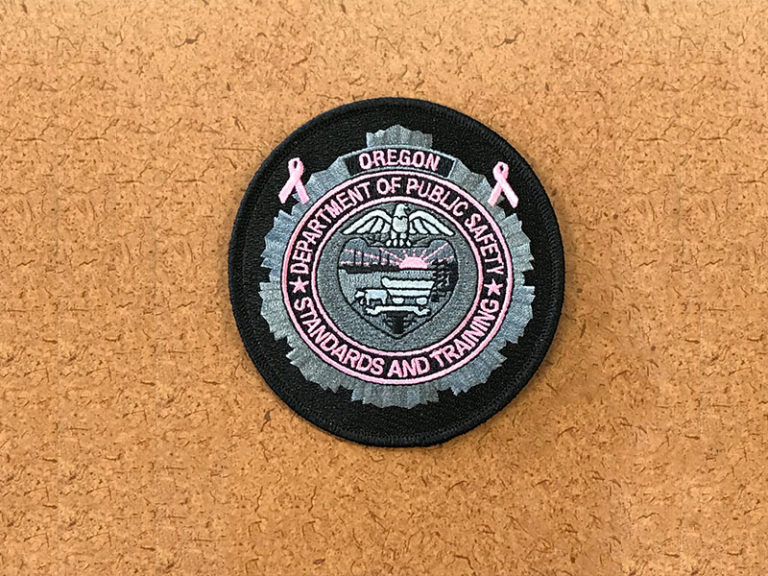 OREGON
DEPARTMENT OF PUBLIC SAFETY
STANDARDS AND TRAINING